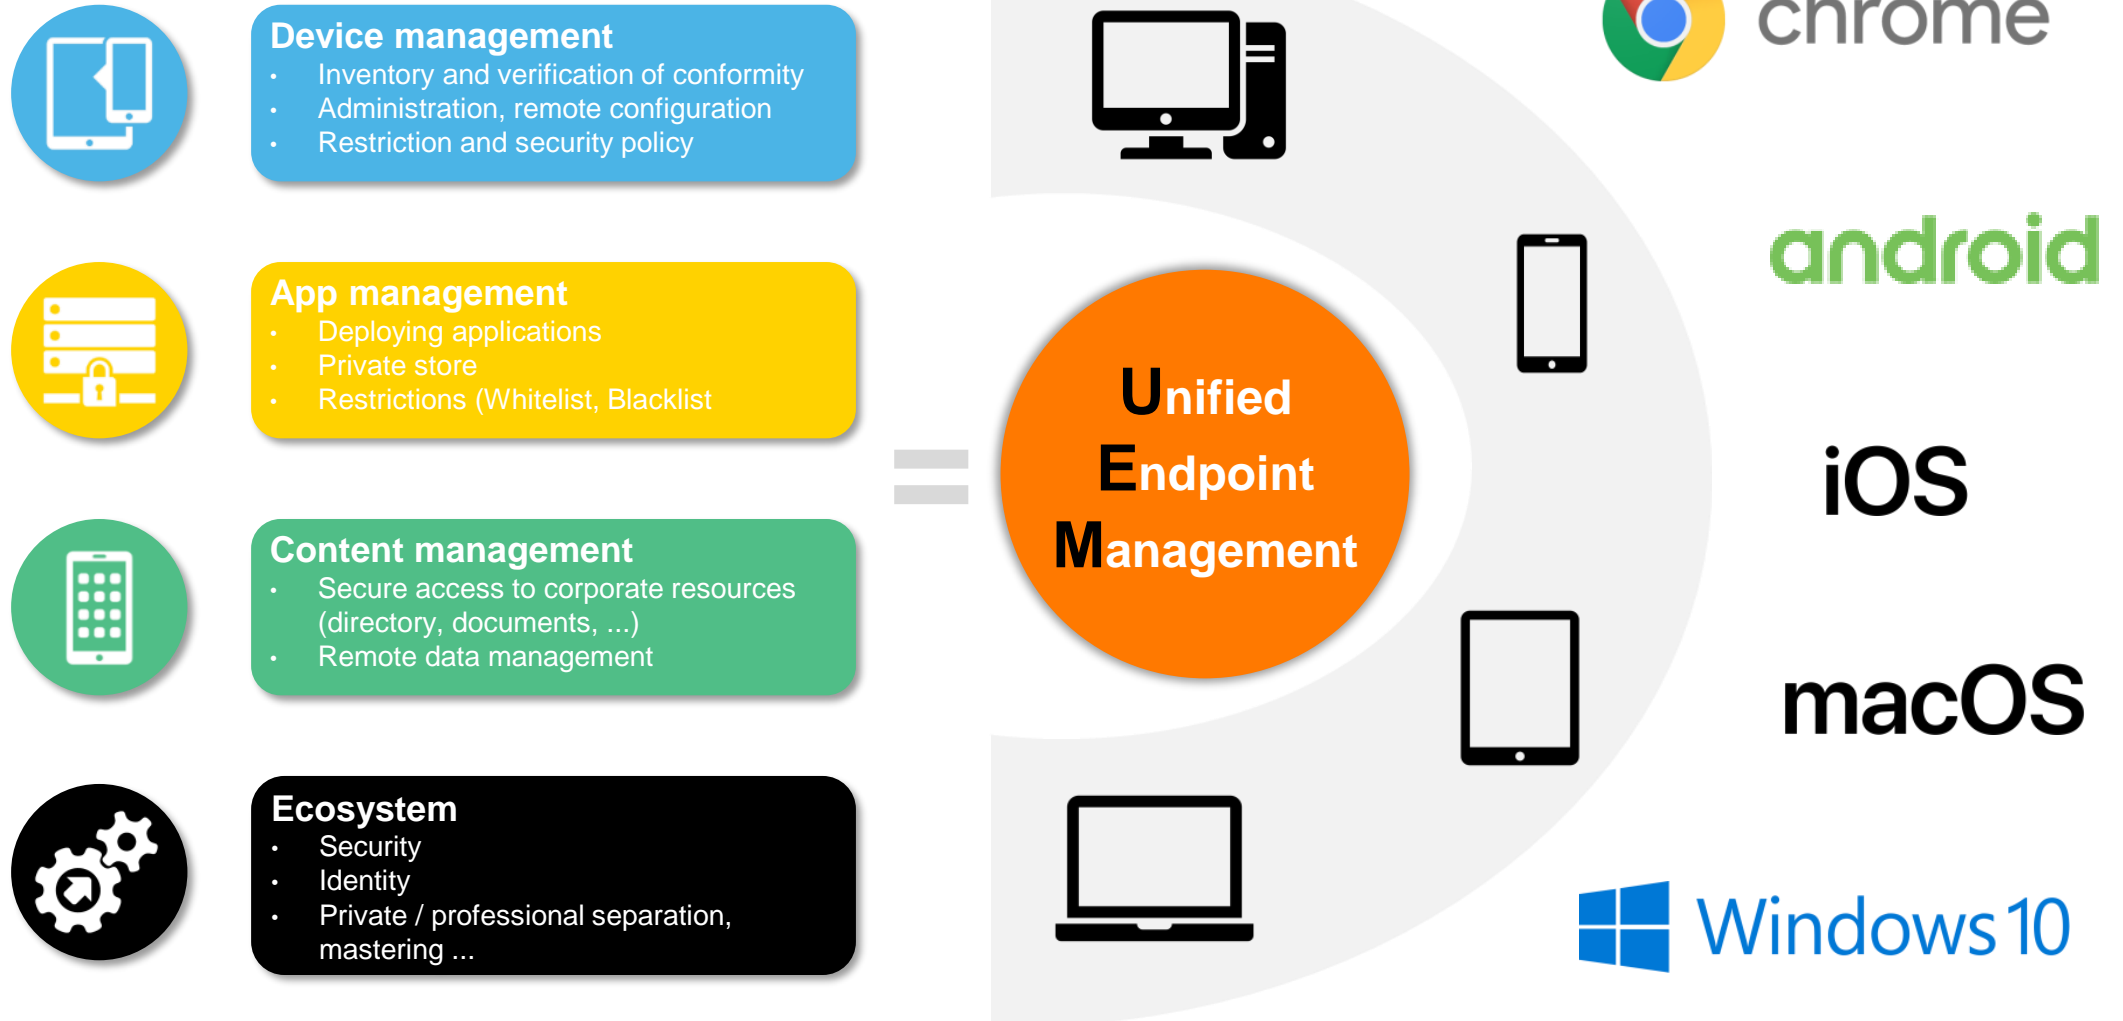 Device management
• Inventory and verification of conformity
• Administration, remote configuration
• Restriction and security policy
App management
• Deploying applications
• Private store
• Restrictions (Whitelist, Blacklist
Content management
• Secure access to corporate resources
(directory, documents, ...)
• Remote data management
Ecosystem
• Security
• Identity
• Private / professional separation,
mastering ...
=
Unified
Endpoint
Management
chrome
android
iOS
macOS
Windows 10